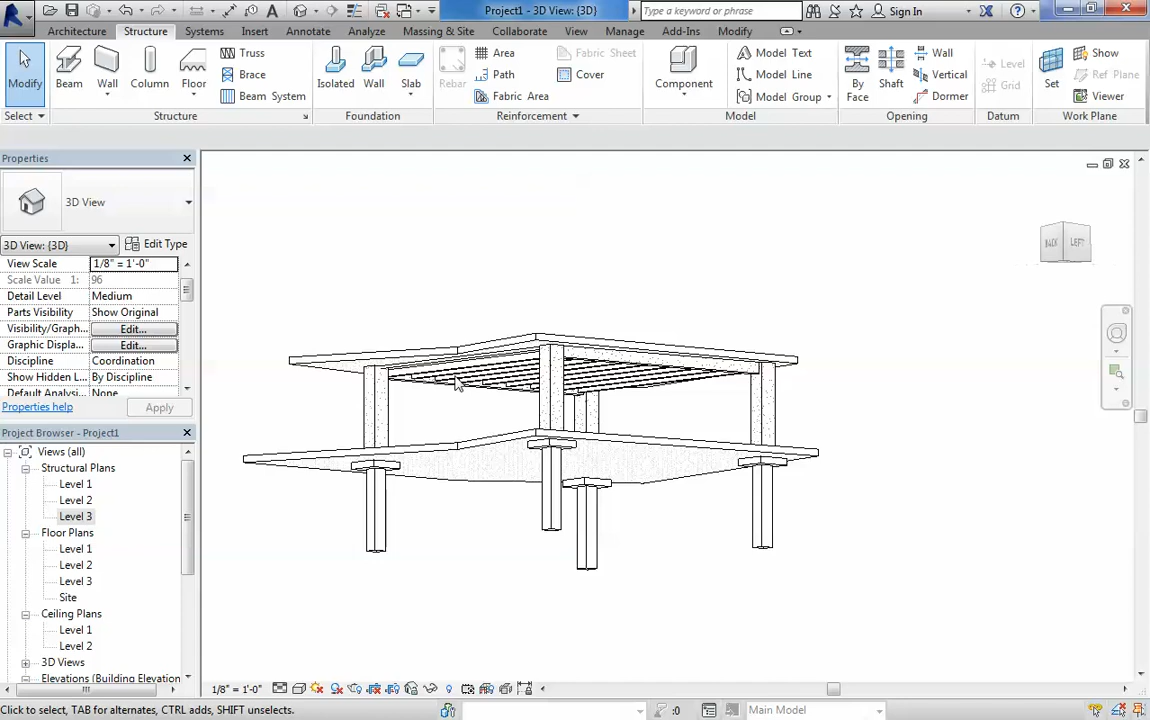 Project1 - 3D View: {3D}
Type a keyword or phrase
Sign In
Architecture Structure Systems Insert Annotate Analyze Massing & Site Collaborate View Manage Add-Ins Modify
Modify
Beam
Wall
Column
Floor
Truss
Brace
Beam System
Isolated
Wall
Slab
Rebar
Area
Path
Fabric Area
Fabric Sheet
Cover
Component
Model Text
Model Line
Model Group
By
Face
Shaft
Wall
Vertical
Dormer
Level
Grid
Set
Show
Ref Plane
Viewer
Select
Structure
Foundation
Reinforcement
Model
Opening
Datum
Work Plane
Properties
3D View
3D View: {3D}
Edit Type
View Scale 1/8" = 1'-0"
Scale Value 1: 96
Detail Level Medium
Parts Visibility Show Original
Visibility/Graph... Edit...
Graphic Displa... Edit...
Discipline Coordination
Show Hidden L... By Discipline
Default Analysi... None
Properties help
Apply
Project Browser - Project1
Views (all)
Structural Plans
Level 1
Level 2
Level 3
Floor Plans
Level 1
Level 2
Level 3
Site
Ceiling Plans
Level 1
Level 2
3D Views
Elevations (Building Elevation
BACK LEFT
1/8" = 1'-0"
Click to select, TAB for alternates, CTRL adds, SHIFT unselects.
:0
Main Model